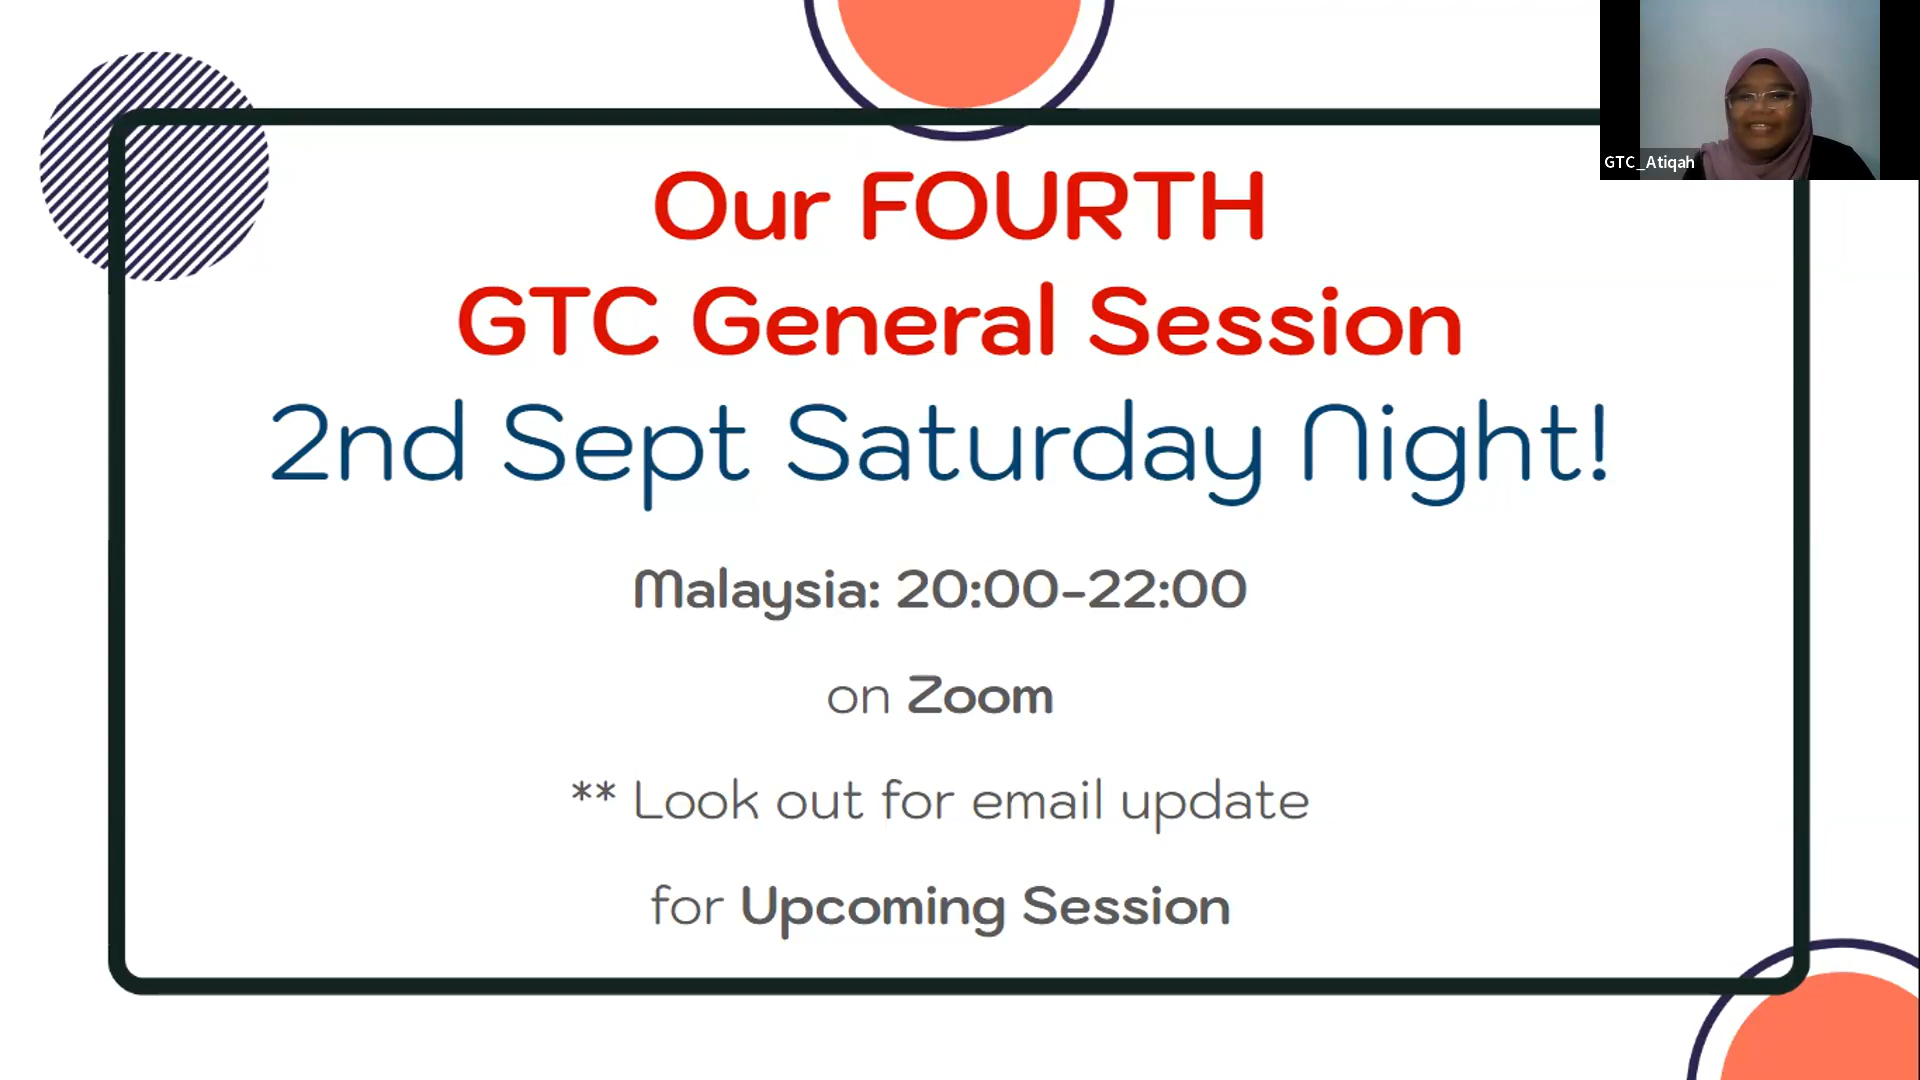 Our FOURTH
GTC General Session
2nd Sept Saturday Night!
Malaysia: 20:00-22:00
on Zoom
** Look out for email update
for Upcoming Session
GTC_Atiqah